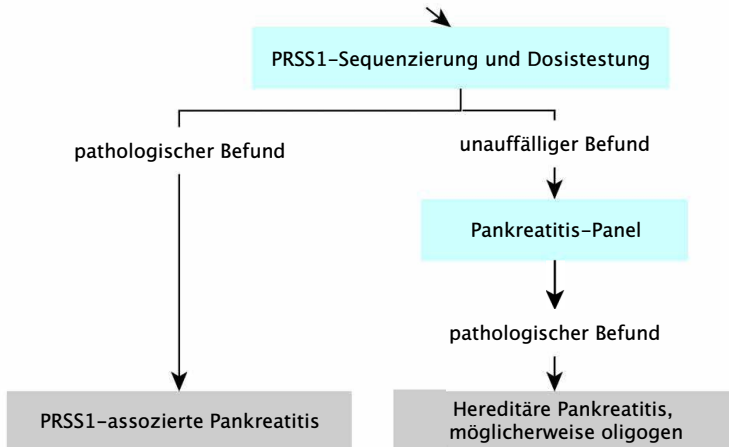 PRSS1-Sequenzierung und Dosistestung
pathologischer Befund
unauffälliger Befund
Pankreatitis-Panel
pathologischer Befund
PRSS1-assozierte Pankreatitis
Hereditäre Pankreatitis,
möglicherweise oligogen